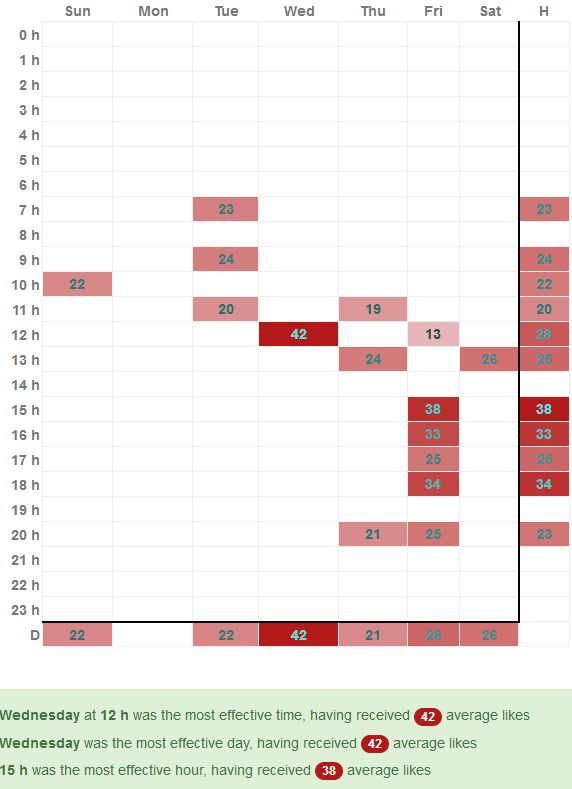 Sun Mon Tue Wed Thu Fri Sat H
0 h
1 h
2 h
3 h
4 h
5 h
6 h
7 h 23 23
8 h
9 h 24 24
10 h 22 22
11 h 20 19 20
12 h 42 13 28
13 h 24 26 25
14 h
15 h 38 38
16 h 33 33
17 h 25 25
18 h 34 34
19 h
20 h 21 25 23
21 h
22 h
23 h
D 22 22 42 21 28 26
Wednesday at 12 h was the most effective time, having received 42 average likes
Wednesday was the most effective day, having received 42 average likes
15 h was the most effective hour, having received 38 average likes